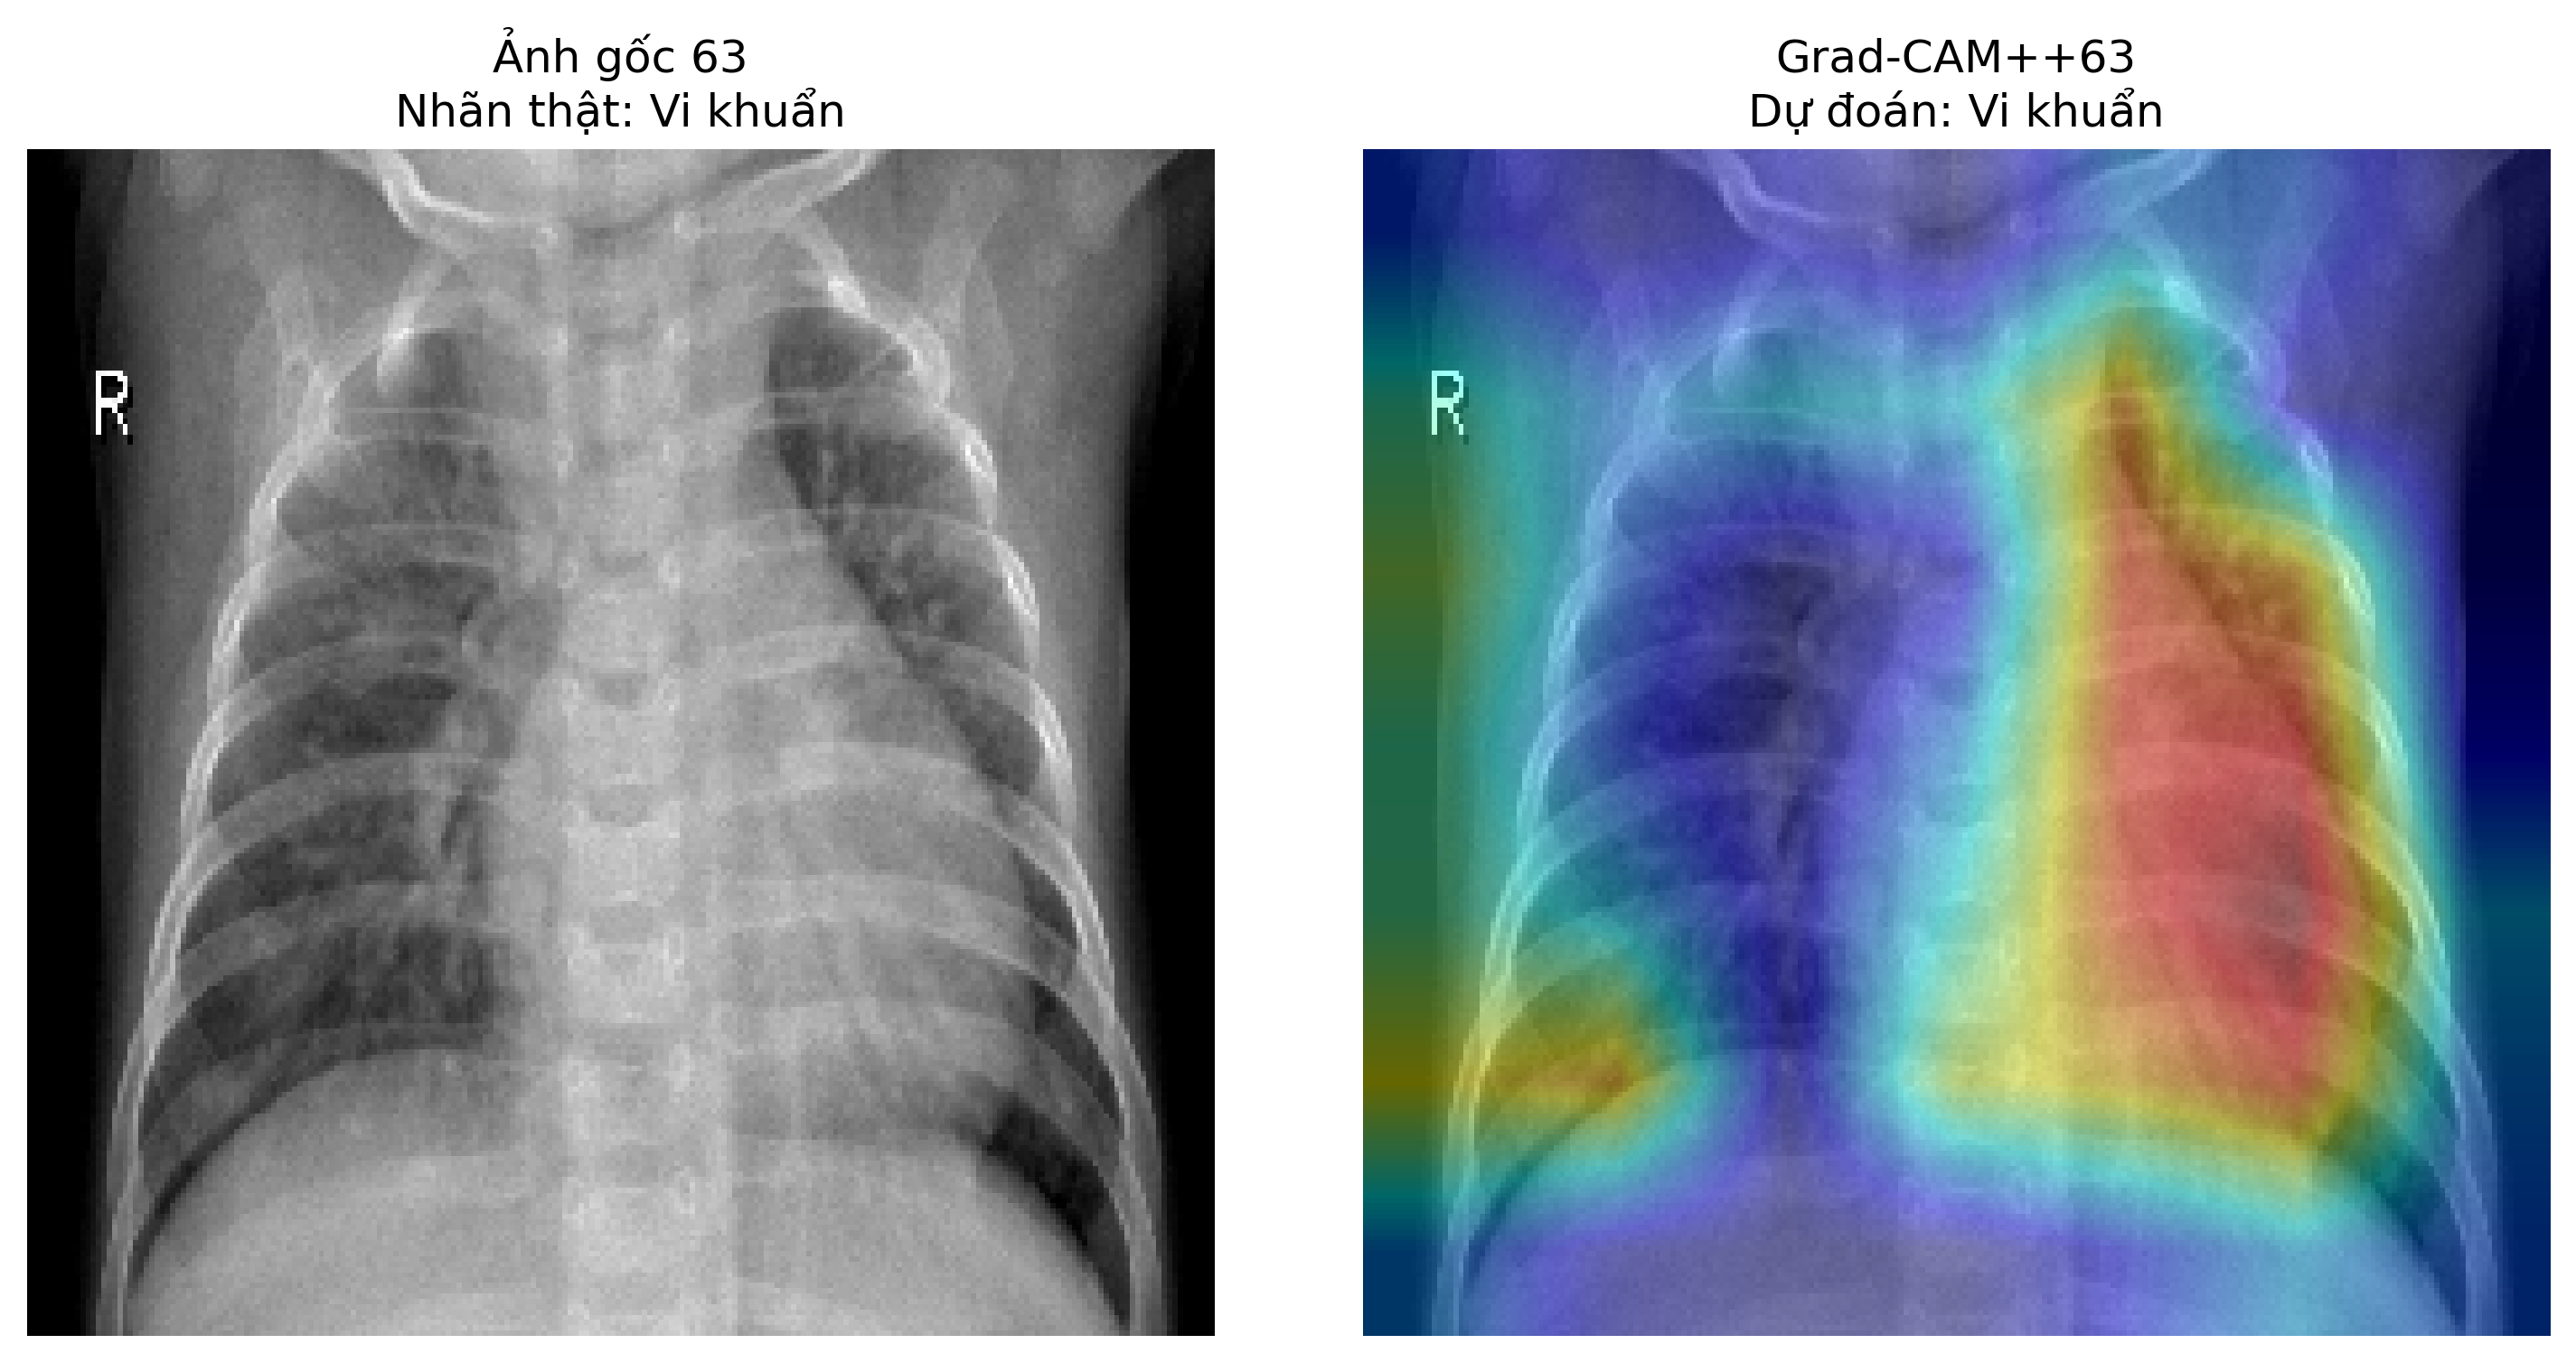 Ảnh gốc 63
Nhãn thật: Vi khuẩn
R
Grad-CAM++63
Dự đoán: Vi khuẩn
R